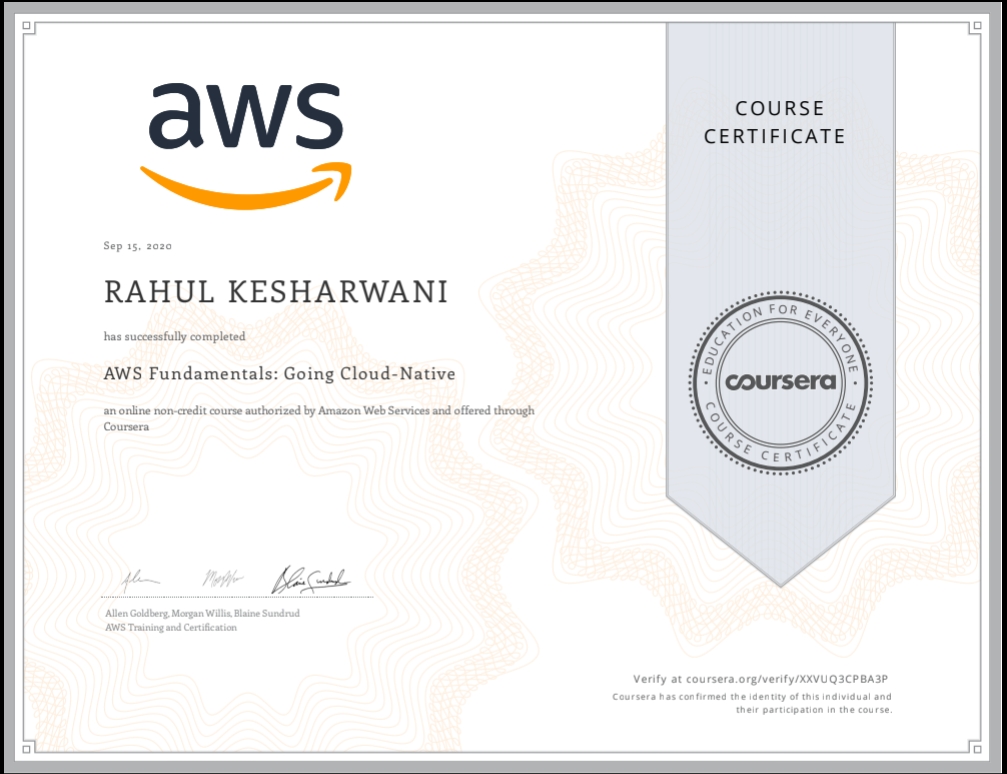 aws
Sep 15, 2020
RAHUL KESHARWANI
has successfully completed
AWS Fundamentals: Going Cloud-Native
an online non-credit course authorized by Amazon Web Services and offered through
Coursera
Allen Goldberg, Morgan Willis, Blaine Sundrud
AWS Training and Certification
COURSE
CERTIFICATE
EDUCATION FOR EVERYONE
coursera
COURSE CERTIFICATE
Verify at coursera.org/verify/XXVUQ3CPBA3P
Coursera has confirmed the identity of this individual and
their participation in the course.